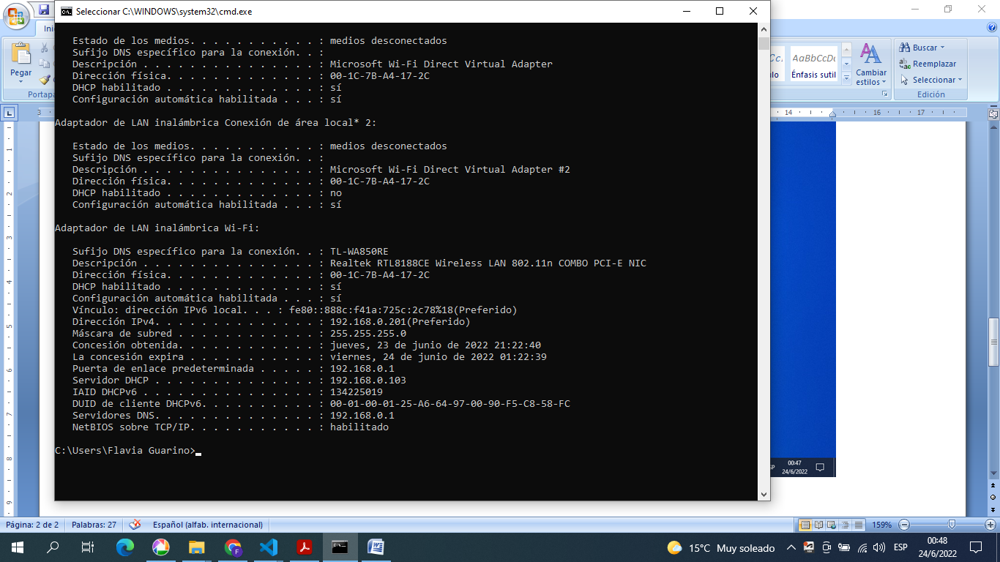 Seleccionar C:\WINDOWS\system32\cmd.exe
Estado de los medios. . . . . . . . . . . : medios desconectados
Sufijo DNS específico para la conexión. . :
Descripción . . . . . . . . . . . . . . . : Microsoft Wi-Fi Direct Virtual Adapter
Dirección física. . . . . . . . . . . . . : 00-1C-7B-A4-17-2C
DHCP habilitado . . . . . . . . . . . . . : sí
Configuración automática habilitada . . . : sí
Adaptador de LAN inalámbrica Conexión de área local* 2:
Estado de los medios. . . . . . . . . . . : medios desconectados
Sufijo DNS específico para la conexión. . :
Descripción . . . . . . . . . . . . . . . : Microsoft Wi-Fi Direct Virtual Adapter #2
Dirección física. . . . . . . . . . . . . : 00-1C-7B-A4-17-2C
DHCP habilitado . . . . . . . . . . . . . : no
Configuración automática habilitada . . . : sí
Adaptador de LAN inalámbrica Wi-Fi:
Sufijo DNS específico para la conexión. . : TL-WA850RE
Descripción . . . . . . . . . . . . . . . : Realtek RTL8188CE Wireless LAN 802.11n COMBO PCI-E NIC
Dirección física. . . . . . . . . . . . . : 00-1C-7B-A4-17-2C
DHCP habilitado . . . . . . . . . . . . . : sí
Configuración automática habilitada . . . : sí
Vínculo: dirección IPv6 local. . . : fe80::888c:f41a:725c:2c78%18(Preferido)
Dirección IPv4. . . . . . . . . . . . . . : 192.168.0.201(Preferido)
Máscara de subred . . . . . . . . . . . . : 255.255.255.0
Concesión obtenida. . . . . . . . . . . . : jueves, 23 de junio de 2022 21:22:40
La concesión expira . . . . . . . . . . . : viernes, 24 de junio de 2022 01:22:39
Puerta de enlace predeterminada . . . . . : 192.168.0.1
Servidor DHCP . . . . . . . . . . . . . . : 192.168.0.103
IAID DHCPv6 . . . . . . . . . . . . . . . : 134225019
DUID de cliente DHCPv6. . . . . . . . . . : 00-01-00-01-25-A6-64-97-00-90-F5-C8-58-FC
Servidores DNS. . . . . . . . . . . . . . : 192.168.0.1
NetBIOS sobre TCP/IP. . . . . . . . . . . : habilitado
C:\Users\Flavia Guarino>
Pegar
Portapa
AaBbCcDc
Énfasis sutil
Cambiar
estilos
Buscar
Reemplazar
Seleccionar
Edición
3
14 16 17
1
2
3
4
5
6
7
8
9
00:47
24/6/2022
Página: 2 de 2
Palabras: 27
Español (alfab. internacional)
159%
15°C Muy soleado
ESP
00:48
24/6/2022